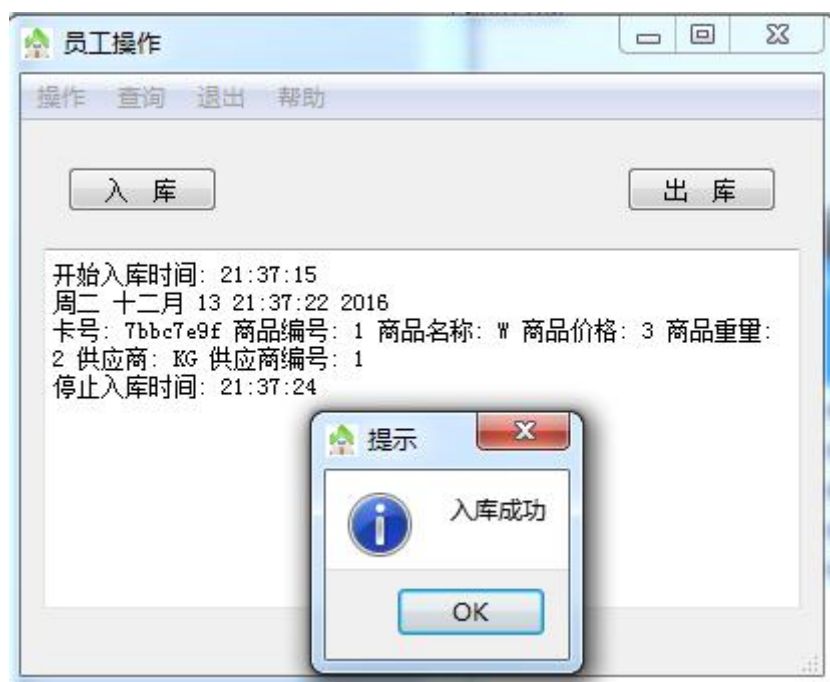 员工操作
操作 查询 退出 帮助
入 库 出 库
开始入库时间: 21:37:15
周二 十二月 13 21:37:22 2016
卡号: 7bbc7e9f 商品编号: 1 商品名称: W 商品价格: 3 商品重量:
2 供应商: KG 供应商编号: 1
停止入库时间: 21:37:24
提示
入库成功
OK